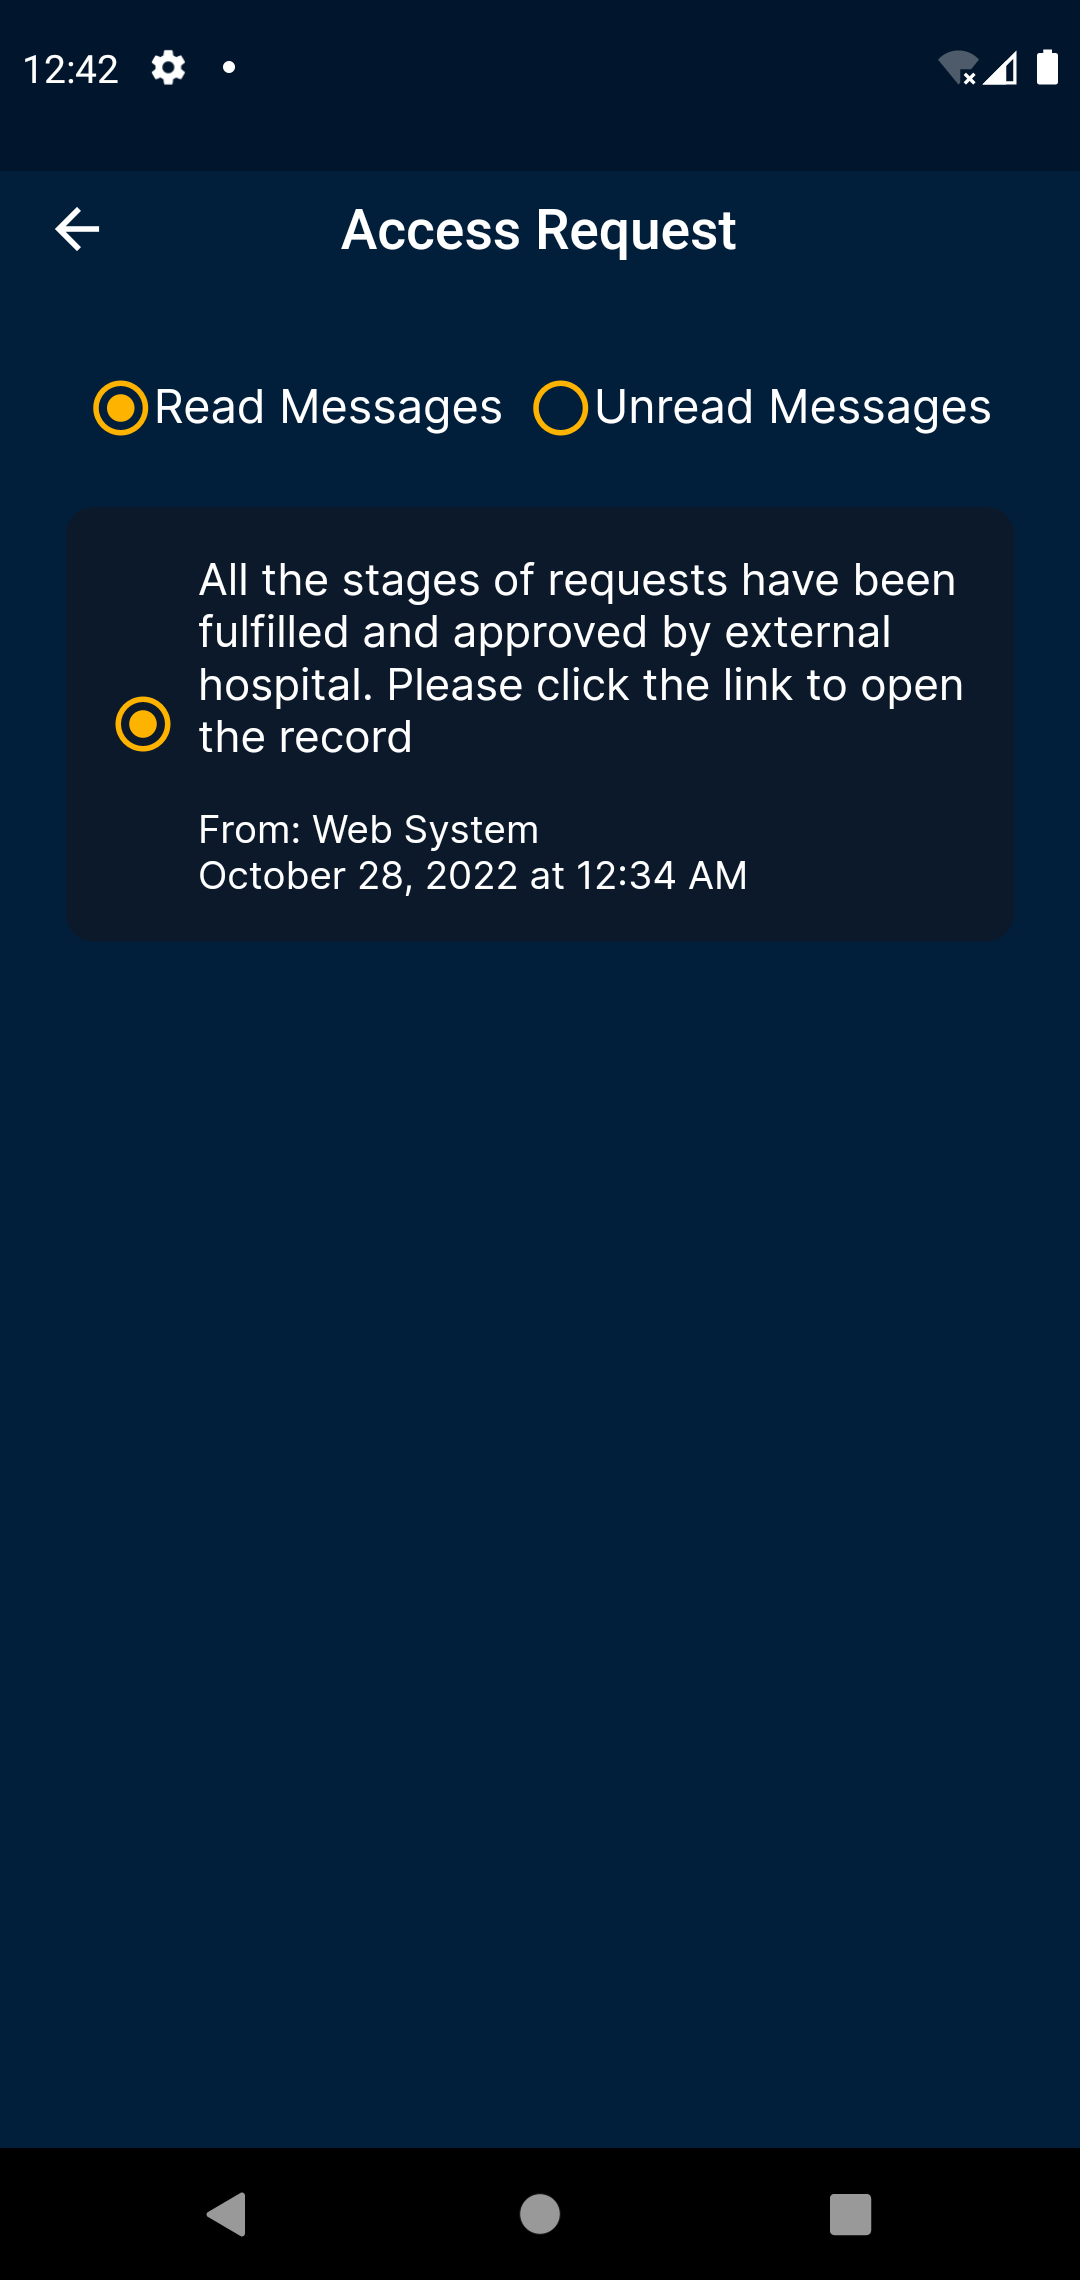 12:42
Access Request
Read Messages Unread Messages
All the stages of requests have been
fulfilled and approved by external
hospital. Please click the link to open
the record
From: Web System
October 28, 2022 at 12:34 AM